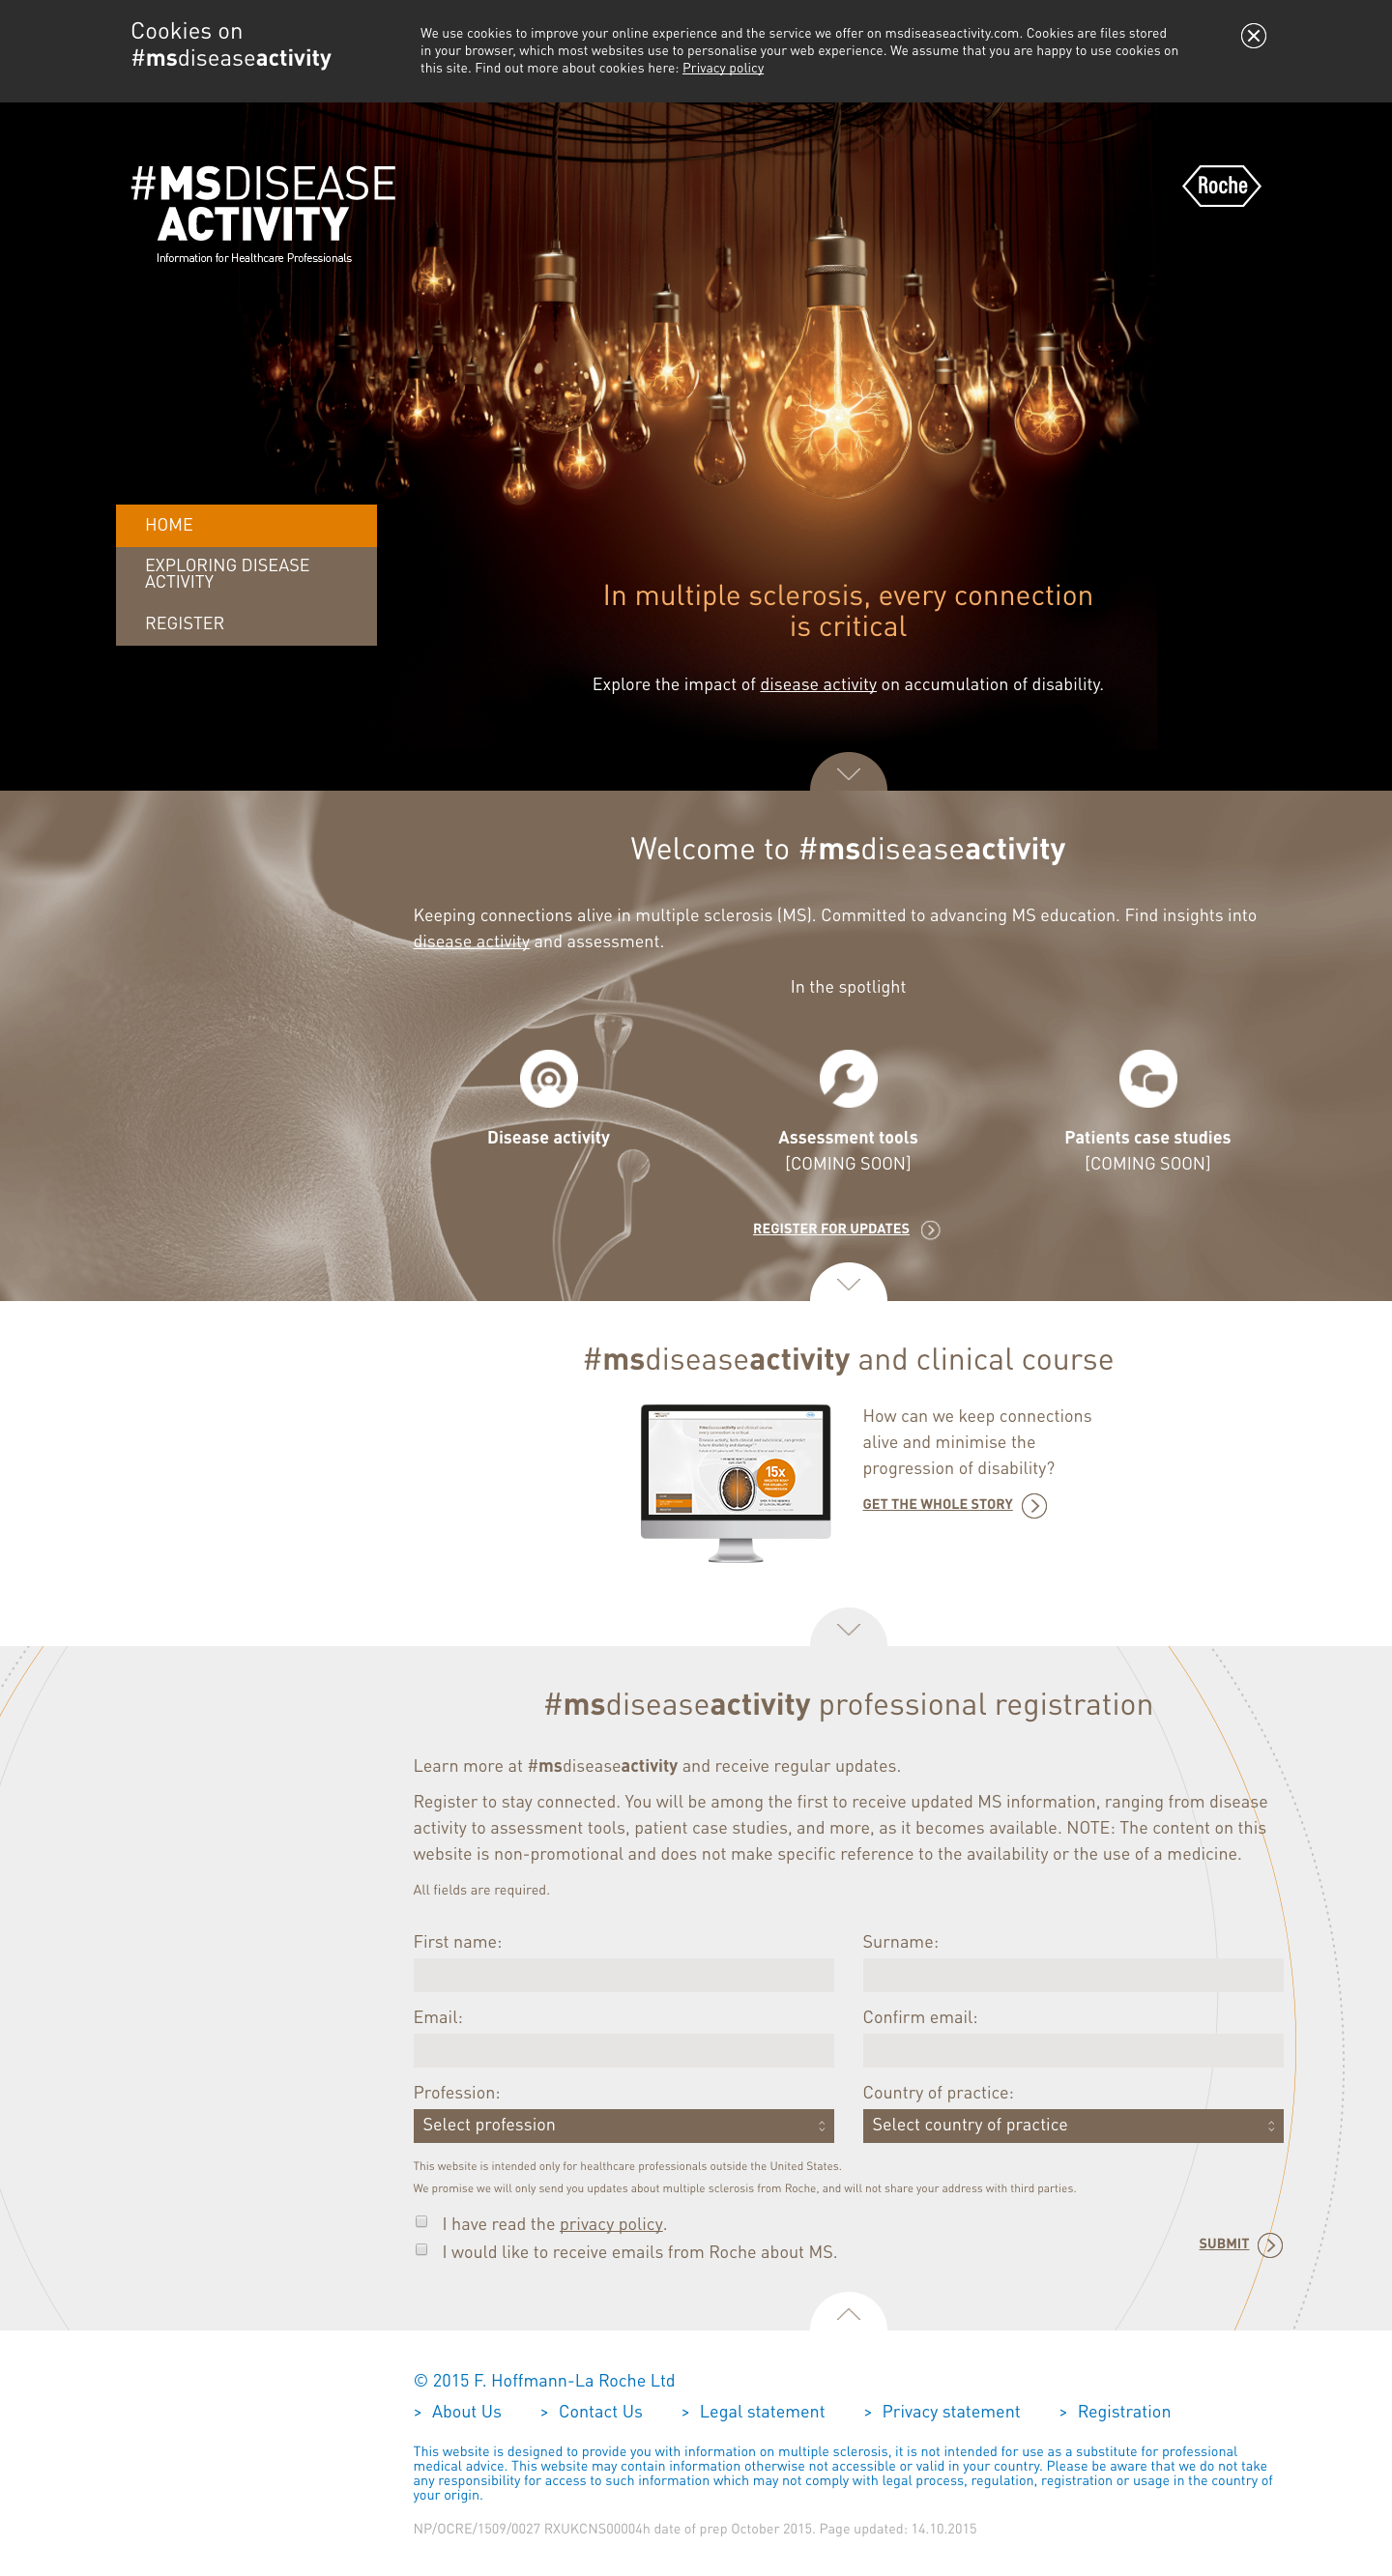 Cookies on
#msdiseaseactivity
We use cookies to improve your online experience and the service we offer on msdiseaseactivity.com. Cookies are files stored
in your browser, which most websites use to personalise your web experience. We assume that you are happy to use cookies on
this site. Find out more about cookies here: Privacy policy
#MSDISEASE
ACTIVITY
Information for Healthcare Professionals
Roche
HOME
EXPLORING DISEASE
ACTIVITY
REGISTER
In multiple sclerosis, every connection
is critical
Explore the impact of disease activity on accumulation of disability.
Welcome to #msdiseaseactivity
Keeping connections alive in multiple sclerosis (MS). Committed to advancing MS education. Find insights into
disease activity and assessment.
In the spotlight
Disease activity
Assessment tools
[COMING SOON]
Patients case studies
[COMING SOON]
REGISTER FOR UPDATES
#msdiseaseactivity and clinical course
15x
How can we keep connections
alive and minimise the
progression of disability?
GET THE WHOLE STORY
#msdiseaseactivity professional registration
Learn more at #msdiseaseactivity and receive regular updates.
Register to stay connected. You will be among the first to receive updated MS information, ranging from disease
activity to assessment tools, patient case studies, and more, as it becomes available. NOTE: The content on this
website is non-promotional and does not make specific reference to the availability or the use of a medicine.
All fields are required.
First name:
Surname:
Email:
Confirm email:
Profession:
Country of practice:
Select profession
Select country of practice
This website is intended only for healthcare professionals outside the United States.
We promise we will only send you updates about multiple sclerosis from Roche, and will not share your address with third parties.
I have read the privacy policy.
I would like to receive emails from Roche about MS.
SUBMIT
© 2015 F. Hoffmann-La Roche Ltd
> About Us > Contact Us > Legal statement > Privacy statement > Registration
This website is designed to provide you with information on multiple sclerosis, it is not intended for use as a substitute for professional
medical advice. This website may contain information otherwise not accessible or valid in your country. Please be aware that we do not take
any responsibility for access to such information which may not comply with legal process, regulation, registration or usage in the country of
your origin.
NP/OCRE/1509/0027 RXUKCNS00004h date of prep October 2015. Page updated: 14.10.2015